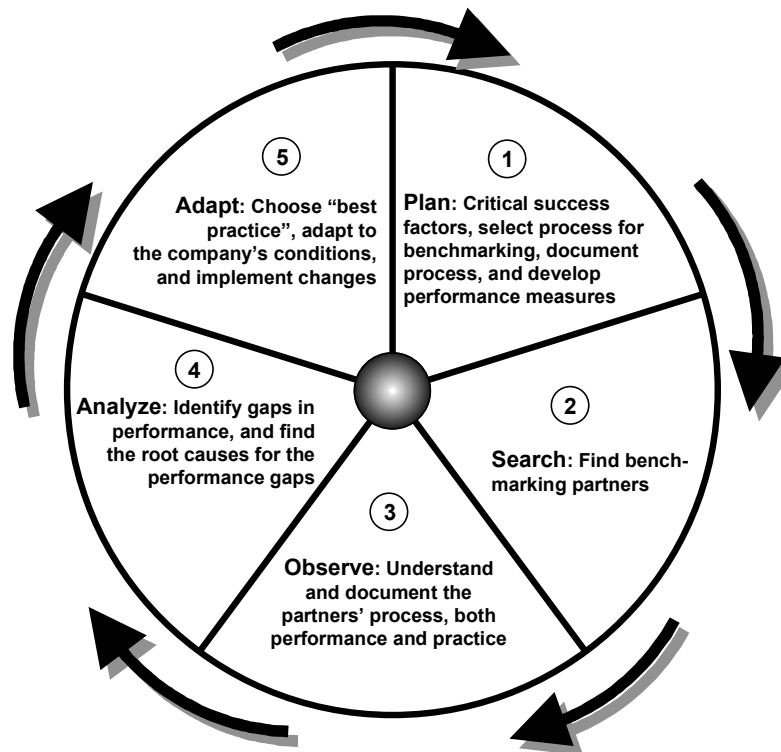 1
Plan: Critical success
factors, select process for
benchmarking, document
process, and develop
performance measures
2
Search: Find bench-
marking partners
3
Observe: Understand
and document the
partners’ process, both
performance and practice
4
Analyze: Identify gaps in
performance, and find
the root causes for the
performance gaps
5
Adapt: Choose “best
practice”, adapt to
the company’s conditions,
and implement changes